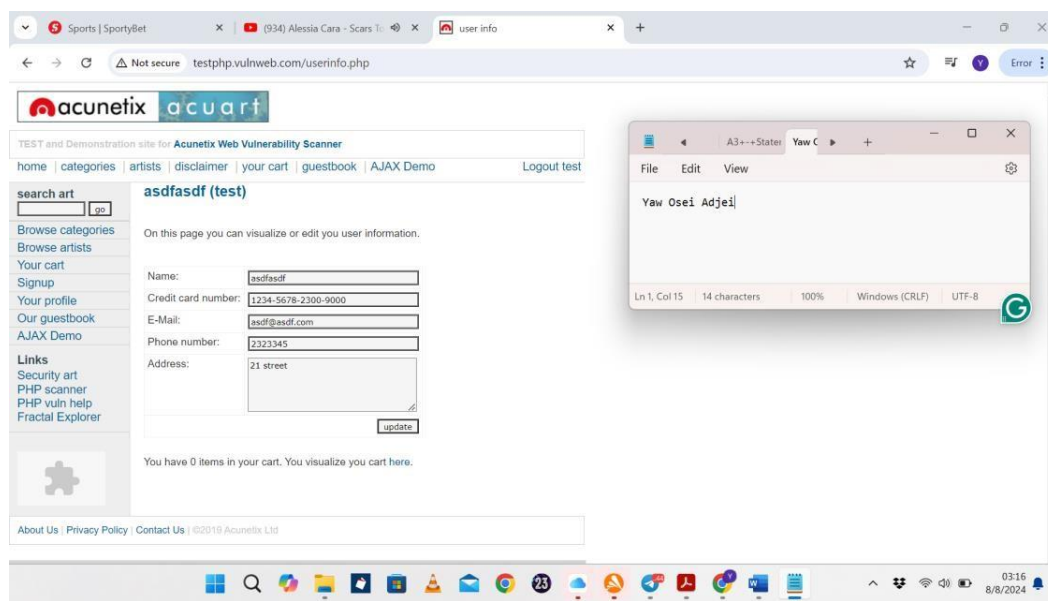 Sports | SportyBet
(934) Alessia Cara - Scars To
user info
Not secure testphp.vulnweb.com/userinfo.php
Y
Error
acunetix acuart
TEST and Demonstration site for Acunetix Web Vulnerability Scanner
home | categories | artists | disclaimer | your cart | guestbook | AJAX Demo
Logout test
search art
go
Browse categories
Browse artists
Your cart
Signup
Your profile
Our guestbook
AJAX Demo
Links
Security art
PHP scanner
PHP vuln help
Fractal Explorer
asdfasdf (test)
On this page you can visualize or edit you user information.
Name: asdfasdf
Credit card number: 1234-5678-2300-9000
E-Mail: asdf@asdf.com
Phone number: 2323345
Address: 21 street
update
You have 0 items in your cart. You visualize you cart here.
About Us | Privacy Policy | Contact Us | ©2019 Acunetix Ltd
A3+-+Stater Yaw C
File Edit View
Yaw Osei Adjei
Ln 1, Col 15 14 characters 100% Windows (CRLF) UTF-8
G
23
03:16
8/8/2024